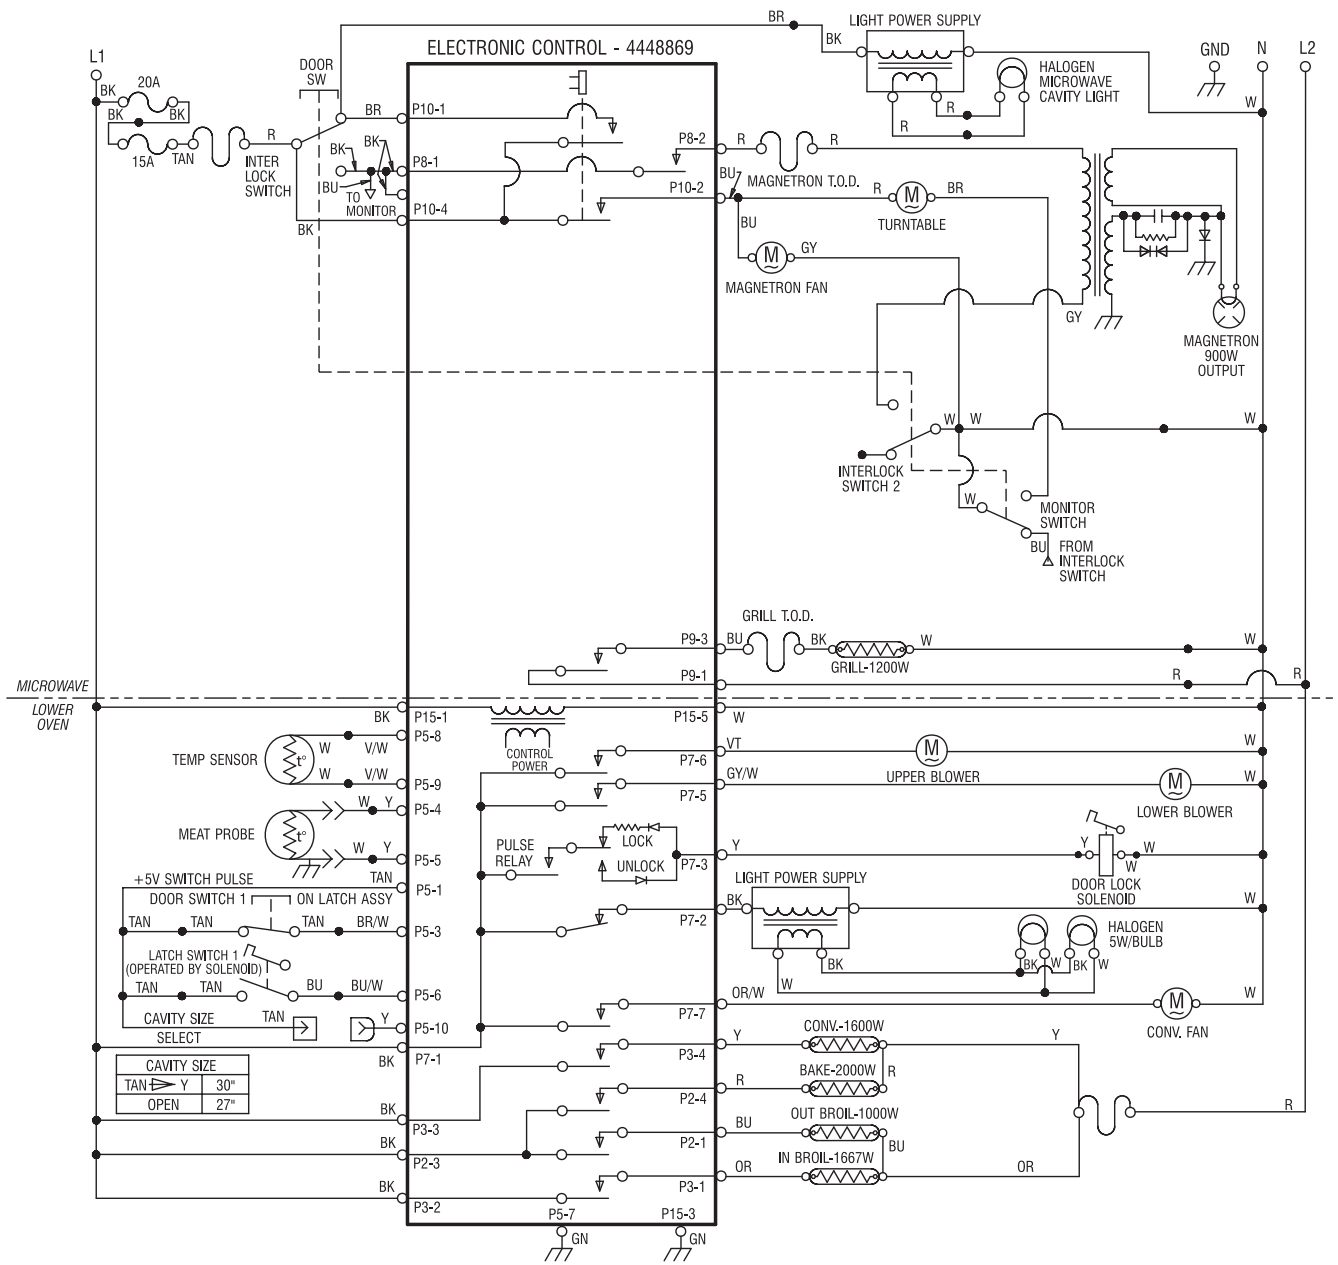 BR
LIGHT POWER SUPPLY
BK
ELECTRONIC CONTROL - 4448869
L1
GND N L2
DOOR
SW
HALOGEN
MICROWAVE
CAVITY LIGHT
BK
20A
BK BK
BR
P10-1
R
R
W
15A
TAN
R
INTER
LOCK
SWITCH
BK
BK
P8-1
BU
TO
MONITOR
P10-4
BK
P8-2
R
R
MAGNETRON T.O.D.
BU
P10-2
R
M
BR
TURNTABLE
BU
M
GY
MAGNETRON FAN
GY
MAGNETRON
900W
OUTPUT
W W
W
INTERLOCK
SWITCH 2
W
MONITOR
SWITCH
BU
FROM
INTERLOCK
SWITCH
GRILL T.O.D.
P9-3
BU
BK
W
W
GRILL-1200W
P9-1
R
R
MICROWAVE
LOWER
OVEN
BK
P15-1
P15-5
W
P5-8
CONTROL
POWER
TEMP SENSOR
t°
W V/W
W V/W
P5-9
VT
P7-6
M
W
UPPER BLOWER
GY/W
P7-5
M
W
LOWER BLOWER
W Y
P5-4
MEAT PROBE
t°
W Y
P5-5
PULSE
RELAY
LOCK
UNLOCK
P7-3
Y
Y
W
W
W
DOOR LOCK
SOLENOID
+5V SWITCH PULSE
TAN
P5-1
DOOR SWITCH 1
ON LATCH ASSY
TAN TAN TAN BR/W
P5-3
LIGHT POWER SUPPLY
BK
P7-2
HALOGEN
5W/BULB
BK
BK W BK W
W
LATCH SWITCH 1
(OPERATED BY SOLENOID)
TAN TAN BU BU/W
P5-6
OR/W
P7-7
M
W
CONV. FAN
CAVITY SIZE
SELECT
TAN
Y
P5-10
BK
P7-1
CAVITY SIZE
TAN Y 30"
OPEN 27"
Y
P3-4
CONV.-1600W
Y
R
P2-4
BAKE-2000W
R
BK
P3-3
R
BU
P2-1
OUT BROIL-1000W
BU
BK
P2-3
OR
P3-1
IN BROIL-1667W
OR
BK
P3-2
P5-7
P15-3
GN
GN